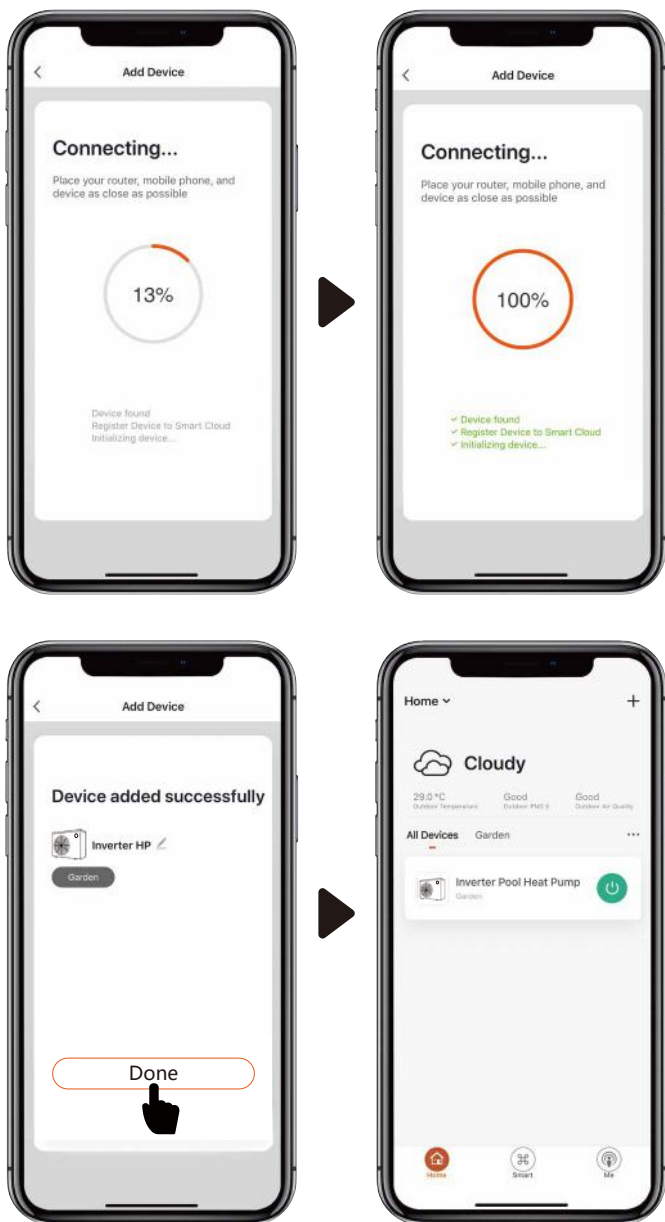 Add Device
Connecting...
Place your router, mobile phone, and
device as close as possible
13%
Device found
Register Device to Smart Cloud
Initializing device...
Add Device
Connecting...
Place your router, mobile phone, and
device as close as possible
100%
Device found
Register Device to Smart Cloud
Initializing device...
Add Device
Device added successfully
Inverter HP
Garden
Done
Home
Cloudy
29.0 °C Good Good
Outdoor Temperature Outdoor Outdoor Air Quality
All Devices Garden
Inverter Pool Heat Pump
Garden
Home Smart Me